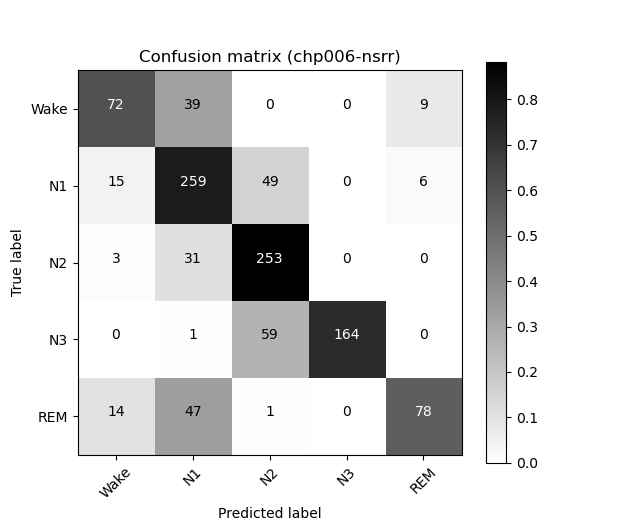 Confusion matrix (chp006-nsrr)
True label
Wake 72 39 0 0 9
N1 15 259 49 0 6
N2 3 31 253 0 0
N3 0 1 59 164 0
REM 14 47 1 0 78
Wake N1 N2 N3 REM
Predicted label
0.8
0.7
0.6
0.5
0.4
0.3
0.2
0.1
0.0